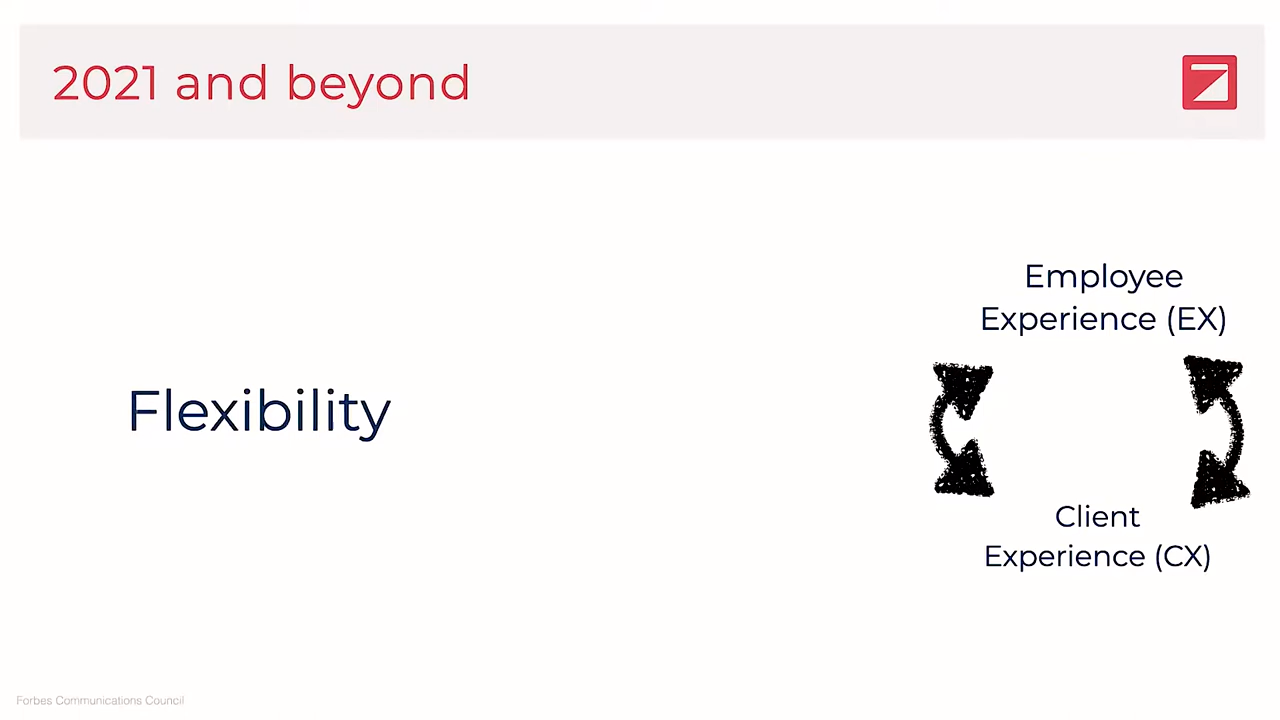 2021 and beyond
Employee
Experience (EX)
Flexibility
Client
Experience (CX)
Forbes Communications Council